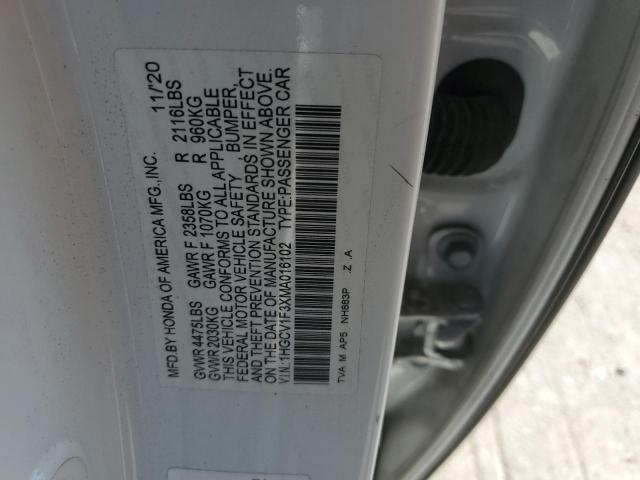 MFD.BY HONDA OF AMERICA MFG.,INC. 11/'20
GVWR 4475LBS GAWR F 2358LBS R 2116LBS
GVWR 2030KG GAWR F 1070KG R 960KG
THIS VEHICLE CONFORMS TO ALL APPLICABLE
FEDERAL MOTOR VEHICLE SAFETY, BUMPER,
AND THEFT PREVENTION STANDARDS IN EFFECT
ON THE DATE OF MANUFACTURE SHOWN ABOVE.
V.I.N.:1HGCV1F3XMA016102 TYPE:PASSENGER CAR
TVA M AP5 NH883P .Z .A